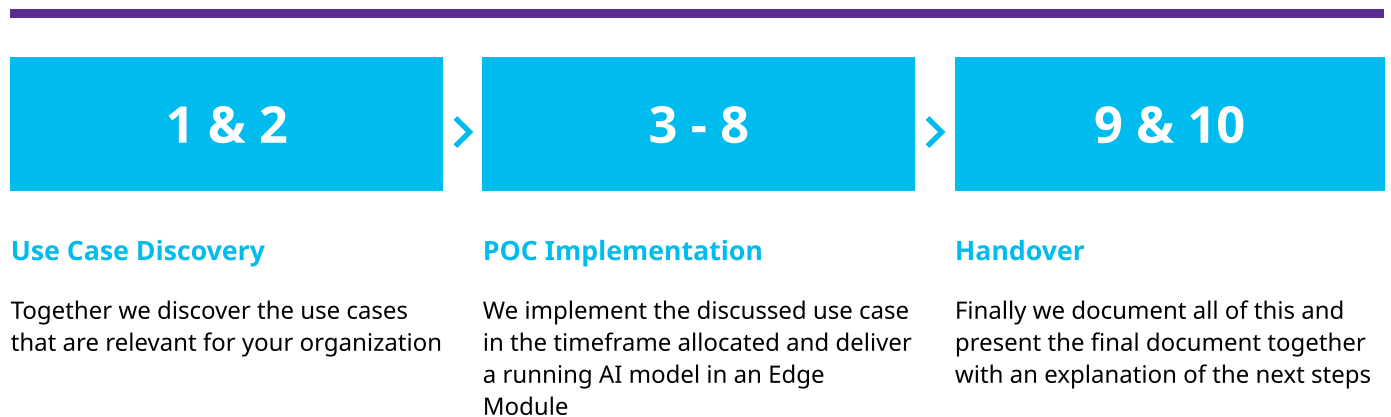 1 & 2
3 - 8
9 & 10
Use Case Discovery
Together we discover the use cases
that are relevant for your organization
POC Implementation
We implement the discussed use case
in the timeframe allocated and deliver
a running AI model in an Edge
Module
Handover
Finally we document all of this and
present the final document together
with an explanation of the next steps